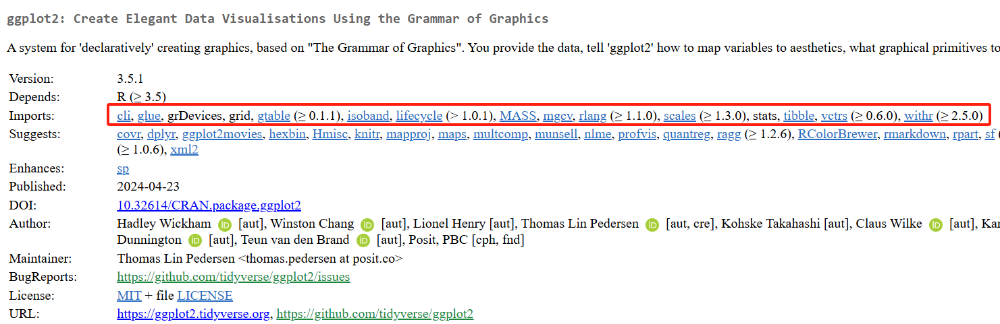 ggplot2: Create Elegant Data Visualisations Using the Grammar of Graphics
A system for 'declaratively' creating graphics, based on "The Grammar of Graphics". You provide the data, tell 'ggplot2' how to map variables to aesthetics, what graphical primitives to
Version: 3.5.1
Depends: R (≥ 3.5)
Imports: cli, glue, grDevices, grid, gtable (≥ 0.1.1), isoband, lifecycle (> 1.0.1), MASS, mgcv, rlang (≥ 1.1.0), scales (≥ 1.3.0), stats, tibble, vctrs (≥ 0.6.0), withr (≥ 2.5.0)
Suggests: covr, dplyr, ggplot2movies, hexbin, Hmisc, knitr, mapproj, maps, multcomp, munsell, nlme, profvis, quantreg, ragg (≥ 1.2.6), RColorBrewer, rmarkdown, rpart, sf (
(≥ 1.0.6), xml2
Enhances: sp
Published: 2024-04-23
DOI: 10.32614/CRAN.package.ggplot2
Author: Hadley Wickham iD [aut], Winston Chang iD [aut], Lionel Henry [aut], Thomas Lin Pedersen iD [aut, cre], Kohske Takahashi [aut], Claus Wilke iD [aut], Kar
Dunnington iD [aut], Teun van den Brand iD [aut], Posit, PBC [cph, fnd]
Maintainer: Thomas Lin Pedersen <thomas.pedersen at posit.co>
BugReports: https://github.com/tidyverse/ggplot2/issues
License: MIT + file LICENSE
URL: https://ggplot2.tidyverse.org, https://github.com/tidyverse/ggplot2